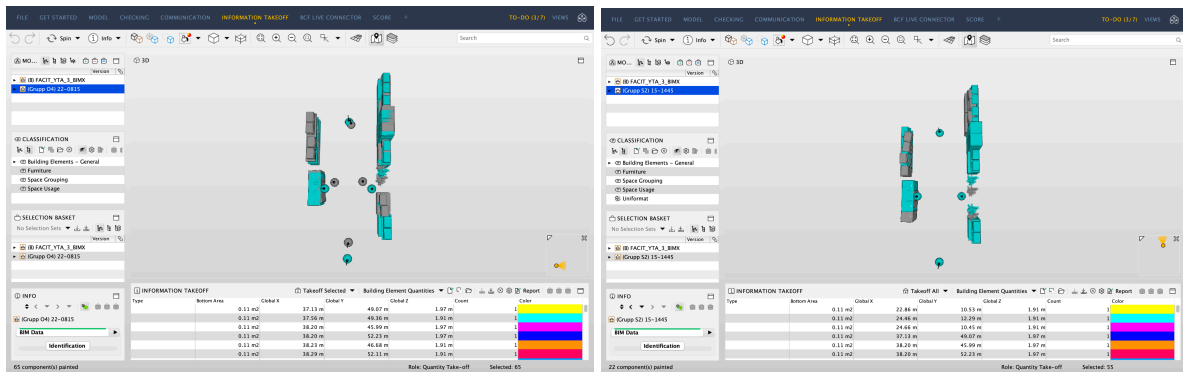 FILE GET STARTED MODEL CHECKING COMMUNICATION INFORMATION TAKEOFF BCF LIVE CONNECTOR SCORE + TO-DO (3/7) VIEWS
Spin Info Search
MO... 3D
Version
(B) FACIT_YTA_3_BIMX
(Grupp O4) 22-0815
CLASSIFICATION
Building Elements - General
Furniture
Space Grouping
Space Usage
SELECTION BASKET
No Selection Sets
Version
(B) FACIT_YTA_3_BIMX
(Grupp O4) 22-0815
INFO
(Grupp O4) 22-0815
BIM Data
Identification
INFORMATION TAKEOFF Takeoff Selected Building Element Quantities Report
Type Bottom Area Global X Global Y Global Z Count Color
0.11 m2 37.13 m 49.07 m 1.97 m 1
0.11 m2 37.56 m 49.36 m 1.91 m 1
0.11 m2 38.20 m 45.99 m 1.97 m 1
0.11 m2 38.20 m 52.23 m 1.97 m 1
0.11 m2 38.23 m 46.68 m 1.91 m 1
0.11 m2 38.29 m 52.11 m 1.91 m 1
65 component(s) painted Role: Quantity Take-off Selected: 65
FILE GET STARTED MODEL CHECKING COMMUNICATION INFORMATION TAKEOFF BCF LIVE CONNECTOR SCORE + TO-DO (3/7) VIEWS
Spin Info Search
MO... 3D
Version
(B) FACIT_YTA_3_BIMX
(Grupp S2) 15-1445
CLASSIFICATION
Building Elements - General
Furniture
Space Grouping
Space Usage
Uniformat
SELECTION BASKET
No Selection Sets
Version
(B) FACIT_YTA_3_BIMX
(Grupp S2) 15-1445
INFO
(Grupp S2) 15-1445
BIM Data
Identification
INFORMATION TAKEOFF Takeoff All Building Element Quantities Report
Type Bottom Area Global X Global Y Global Z Count Color
0.11 m2 22.86 m 10.53 m 1.91 m 1
0.11 m2 24.46 m 12.29 m 1.91 m 1
0.11 m2 24.66 m 10.45 m 1.91 m 1
0.11 m2 37.13 m 49.07 m 1.97 m 1
0.11 m2 38.20 m 45.99 m 1.97 m 1
0.11 m2 38.20 m 52.23 m 1.97 m 1
22 component(s) painted Role: Quantity Take-off Selected: 55